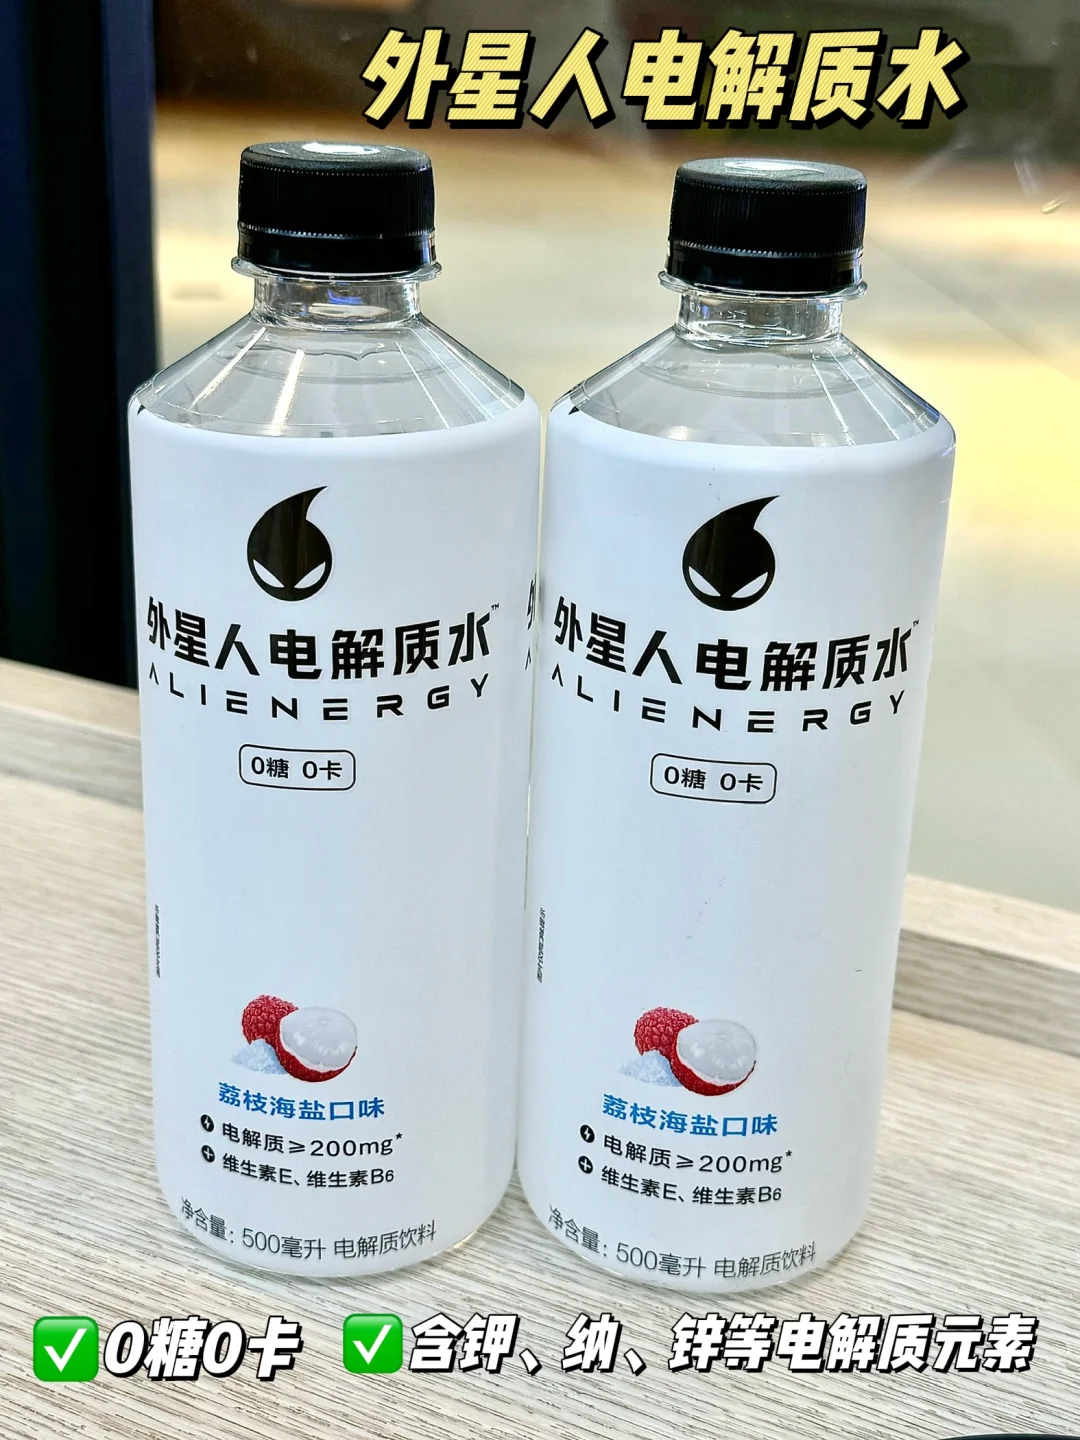 外星人电解质水
外星人电解质水™
ALIENERGY
0糖 0卡
荔枝海盐口味
电解质≥200mg*
维生素E、维生素B6
净含量：500毫升 电解质饮料
外星人电解质水™
ALIENERGY
0糖 0卡
荔枝海盐口味
电解质≥200mg*
维生素E、维生素B6
净含量：500毫升 电解质饮料
✅0糖0卡 ✅含钾、纳、锌等电解质元素